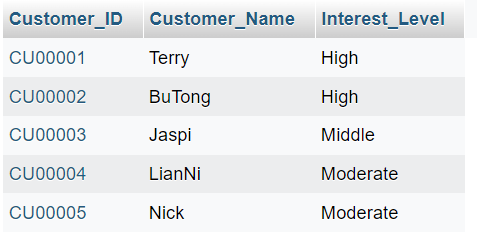 Customer_ID Customer_Name Interest_Level
CU00001 Terry High
CU00002 BuTong High
CU00003 Jaspi Middle
CU00004 LianNi Moderate
CU00005 Nick Moderate